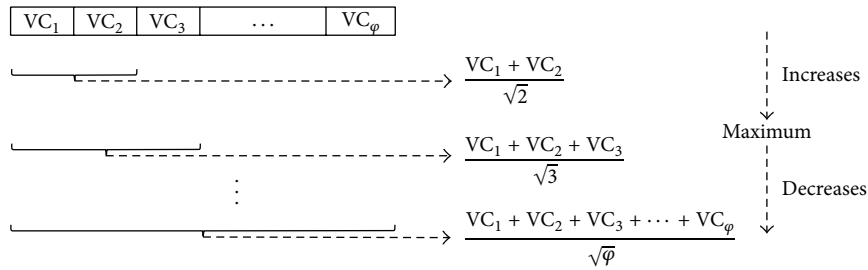 VC₁ VC₂ VC₃ ... VCᵩ
VC₁ + VC₂
√2
Increases
Maximum
VC₁ + VC₂ + VC₃
√3
⋮
Decreases
VC₁ + VC₂ + VC₃ + ⋯ + VCᵩ
√φ